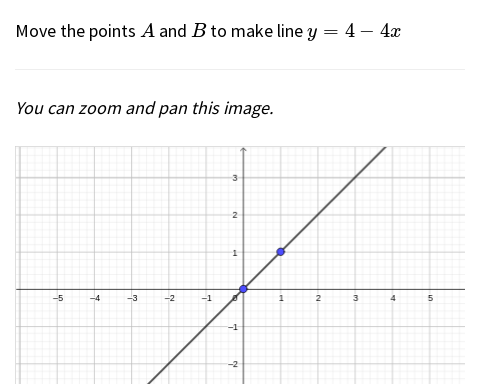 Move the points A and B to make line y = 4 − 4x
You can zoom and pan this image.
3
2
1
−5 −4 −3 −2 −1 0 1 2 3 4 5
−1
−2